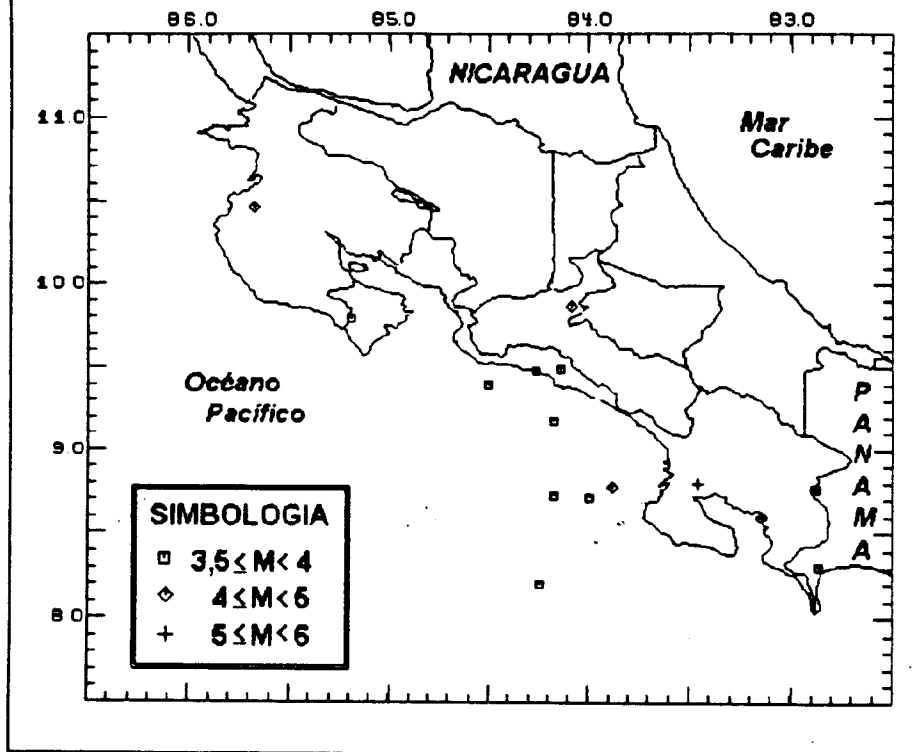 86.0 85.0 84.0 83.0
NICARAGUA
11.0
Mar
Caribe
10.0
Océano
Pacífico
PANAMA
9.0
SIMBOLOGIA
3,5≤M<4
4≤M<5
5≤M<6
8.0